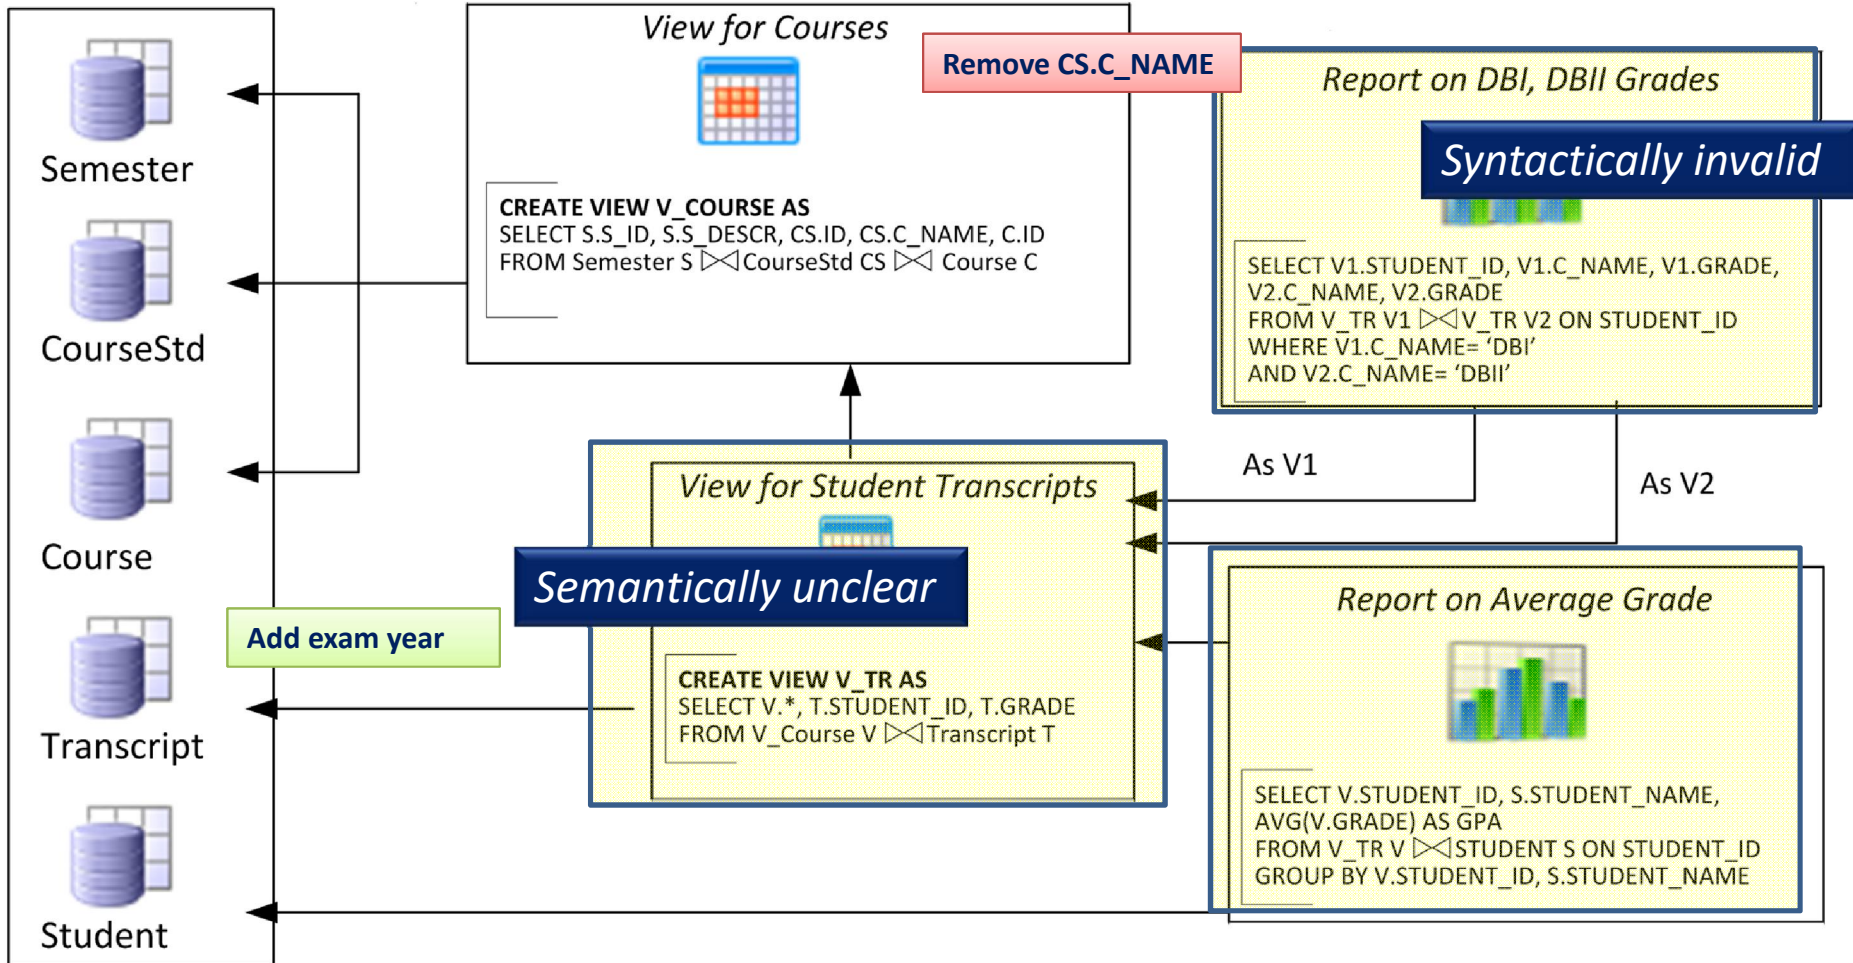 Semester
CourseStd
Course
Transcript
Student
View for Courses
CREATE VIEW V_COURSE AS
SELECT S.S_ID, S.S_DESCR, CS.ID, CS.C_NAME, C.ID
FROM Semester S ⋈ CourseStd CS ⋈ Course C
Remove CS.C_NAME
Report on DBI, DBII Grades
Syntactically invalid
SELECT V1.STUDENT_ID, V1.C_NAME, V1.GRADE,
V2.C_NAME, V2.GRADE
FROM V_TR V1 ⋈ V_TR V2 ON STUDENT_ID
WHERE V1.C_NAME= ‘DBI’
AND V2.C_NAME= ‘DBII’
As V1
As V2
View for Student Transcripts
Semantically unclear
Add exam year
CREATE VIEW V_TR AS
SELECT V.*, T.STUDENT_ID, T.GRADE
FROM V_Course V ⋈ Transcript T
Report on Average Grade
SELECT V.STUDENT_ID, S.STUDENT_NAME,
AVG(V.GRADE) AS GPA
FROM V_TR V ⋈ STUDENT S ON STUDENT_ID
GROUP BY V.STUDENT_ID, S.STUDENT_NAME